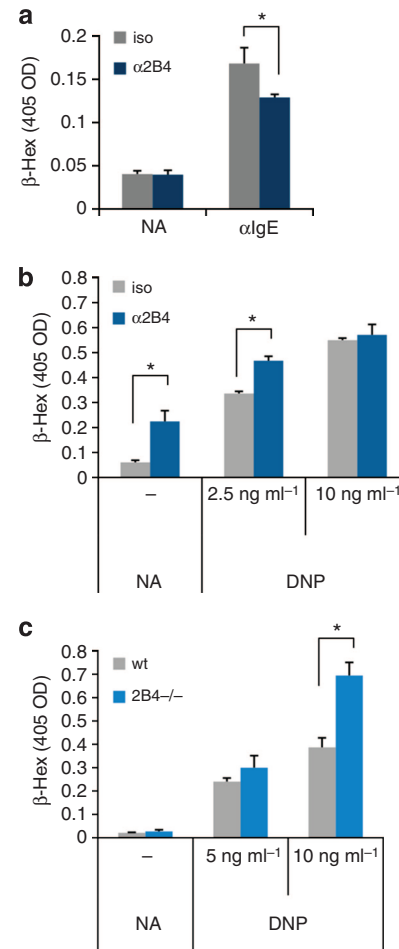 a
*
iso
α2B4
β-Hex (405 OD)
0.2
0.15
0.1
0.05
0
NA
αIgE
b
iso
α2B4
β-Hex (405 OD)
0.8
0.7
0.6
0.5
0.4
0.3
0.2
0.1
0
*
*
–
2.5 ng ml⁻¹
10 ng ml⁻¹
NA
DNP
c
wt
2B4–/–
β-Hex (405 OD)
0.8
0.7
0.6
0.5
0.4
0.3
0.2
0.1
0
*
–
5 ng ml⁻¹
10 ng ml⁻¹
NA
DNP